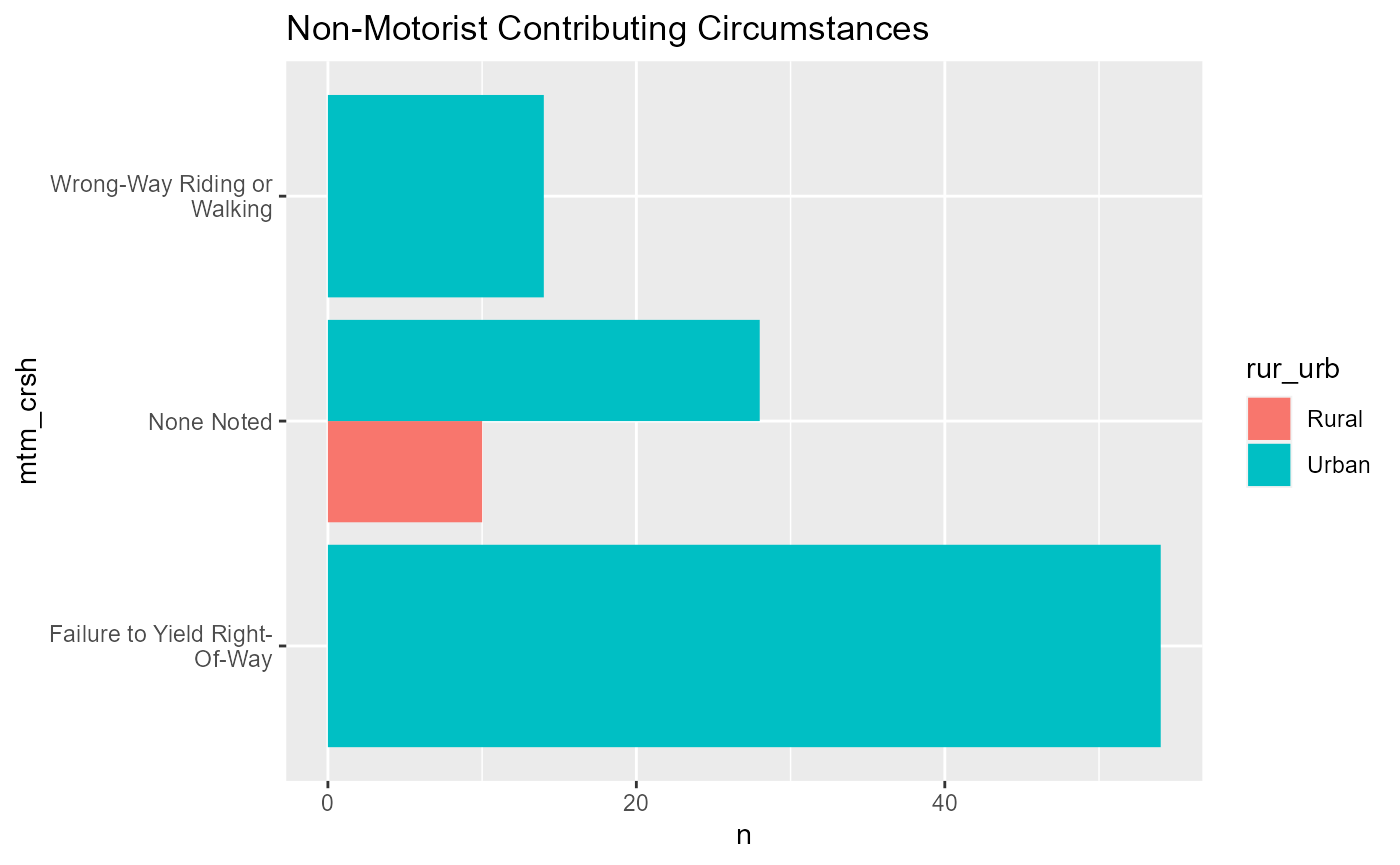 Non-Motorist Contributing Circumstances
Wrong-Way Riding or
Walking
None Noted
Failure to Yield Right-
Of-Way
mtm_crsh
0
20
40
n
rur_urb
Rural
Urban